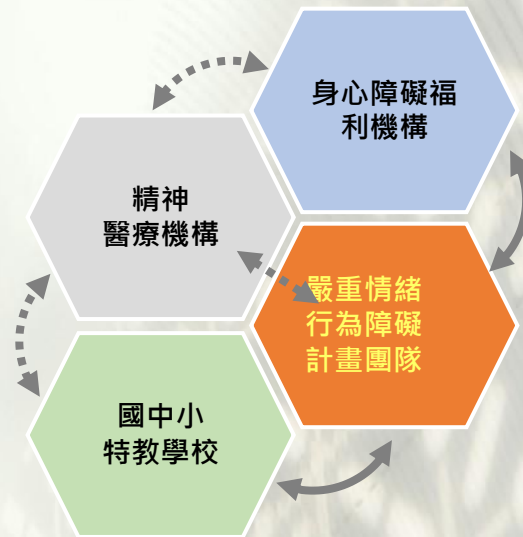 身心障礙福
利機構
精神
醫療機構
嚴重情緒
行為障礙
計畫團隊
國中小
特教學校